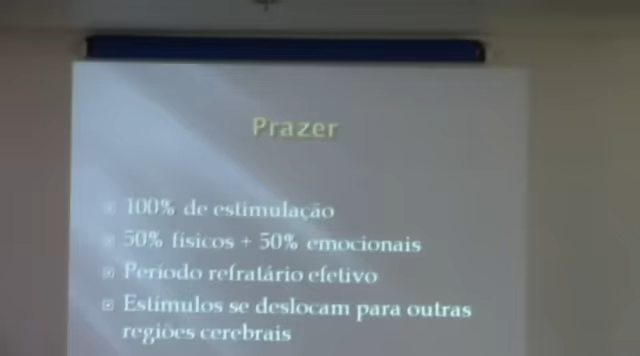 Prazer
100% de estimulação
50% físicos + 50% emocionais
Período refratário efetivo
Estímulos se deslocam para outras
regiões cerebrais